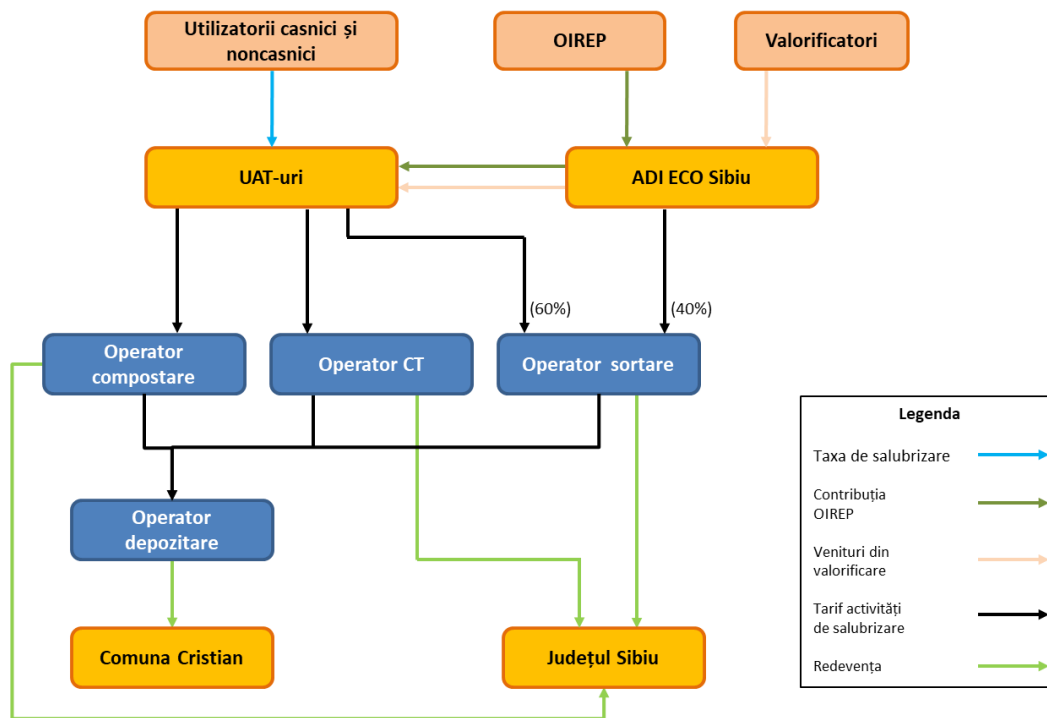 Utilizatorii casnici și
noncasnici
OIREP
Valorificatori
UAT-uri
ADI ECO Sibiu
(60%)
(40%)
Operator
compostare
Operator CT
Operator sortare
Operator
depozitare
Comuna Cristian
Județul Sibiu
Legenda
Taxa de salubrizare
Contribuția
OIREP
Venituri din
valorificare
Tarif activități
de salubrizare
Redevența